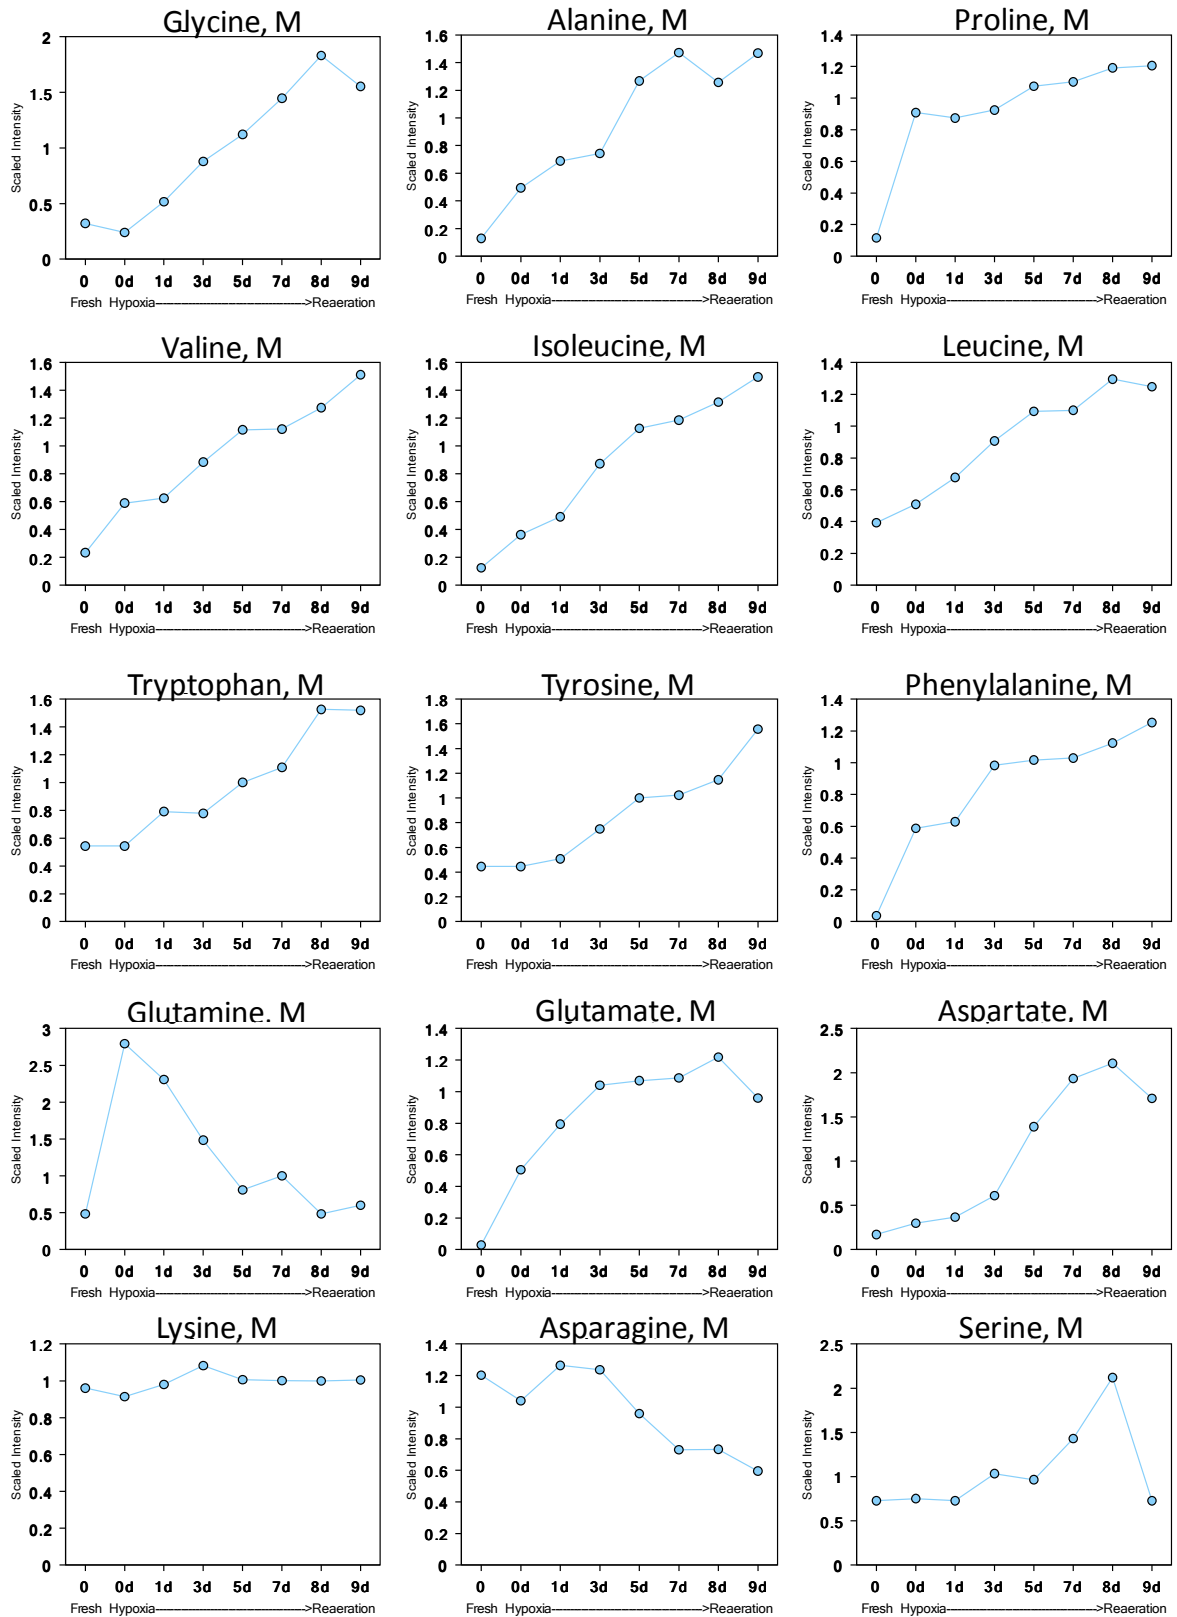 Glycine, M
Scaled Intensity
2
1.5
1
0.5
0
0 0d 1d 3d 5d 7d 8d 9d
Fresh Hypoxia------------------------------------>Reaeration
Alanine, M
Scaled Intensity
1.6
1.4
1.2
1
0.8
0.6
0.4
0.2
0
0 0d 1d 3d 5d 7d 8d 9d
Fresh Hypoxia------------------------------------>Reaeration
Proline, M
Scaled Intensity
1.4
1.2
1
0.8
0.6
0.4
0.2
0
0 0d 1d 3d 5d 7d 8d 9d
Fresh Hypoxia------------------------------------>Reaeration
Valine, M
Scaled Intensity
1.6
1.4
1.2
1
0.8
0.6
0.4
0.2
0
0 0d 1d 3d 5d 7d 8d 9d
Fresh Hypoxia------------------------------------>Reaeration
Isoleucine, M
Scaled Intensity
1.6
1.4
1.2
1
0.8
0.6
0.4
0.2
0
0 0d 1d 3d 5d 7d 8d 9d
Fresh Hypoxia------------------------------------>Reaeration
Leucine, M
Scaled Intensity
1.4
1.2
1
0.8
0.6
0.4
0.2
0
0 0d 1d 3d 5d 7d 8d 9d
Fresh Hypoxia------------------------------------>Reaeration
Tryptophan, M
Scaled Intensity
1.6
1.4
1.2
1
0.8
0.6
0.4
0.2
0
0 0d 1d 3d 5d 7d 8d 9d
Fresh Hypoxia------------------------------------>Reaeration
Tyrosine, M
Scaled Intensity
1.8
1.6
1.4
1.2
1
0.8
0.6
0.4
0.2
0
0 0d 1d 3d 5d 7d 8d 9d
Fresh Hypoxia------------------------------------>Reaeration
Phenylalanine, M
Scaled Intensity
1.4
1.2
1
0.8
0.6
0.4
0.2
0
0 0d 1d 3d 5d 7d 8d 9d
Fresh Hypoxia------------------------------------>Reaeration
Glutamine, M
Scaled Intensity
3
2.5
2
1.5
1
0.5
0
0 0d 1d 3d 5d 7d 8d 9d
Fresh Hypoxia------------------------------------>Reaeration
Glutamate, M
Scaled Intensity
1.4
1.2
1
0.8
0.6
0.4
0.2
0
0 0d 1d 3d 5d 7d 8d 9d
Fresh Hypoxia------------------------------------>Reaeration
Aspartate, M
Scaled Intensity
2.5
2
1.5
1
0.5
0
0 0d 1d 3d 5d 7d 8d 9d
Fresh Hypoxia------------------------------------>Reaeration
Lysine, M
Scaled Intensity
1.2
1
0.8
0.6
0.4
0.2
0
0 0d 1d 3d 5d 7d 8d 9d
Fresh Hypoxia------------------------------------>Reaeration
Asparagine, M
Scaled Intensity
1.4
1.2
1
0.8
0.6
0.4
0.2
0
0 0d 1d 3d 5d 7d 8d 9d
Fresh Hypoxia------------------------------------>Reaeration
Serine, M
Scaled Intensity
2.5
2
1.5
1
0.5
0
0 0d 1d 3d 5d 7d 8d 9d
Fresh Hypoxia------------------------------------>Reaeration